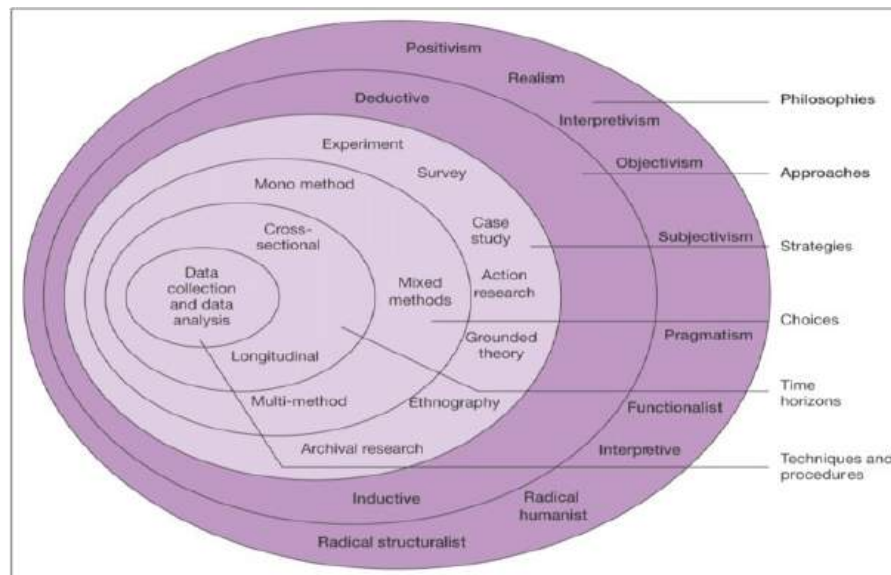 Positivism
Realism
Deductive
Philosophies
Interpretivism
Experiment
Objectivism
Survey
Approaches
Mono method
Case
study
Cross-
sectional
Subjectivism
Strategies
Data
collection
and data
analysis
Mixed
methods
Action
research
Choices
Pragmatism
Grounded
theory
Longitudinal
Time
horizons
Multi-method
Ethnography
Functionalist
Archival research
Interpretive
Techniques and
procedures
Inductive
Radical
humanist
Radical structuralist